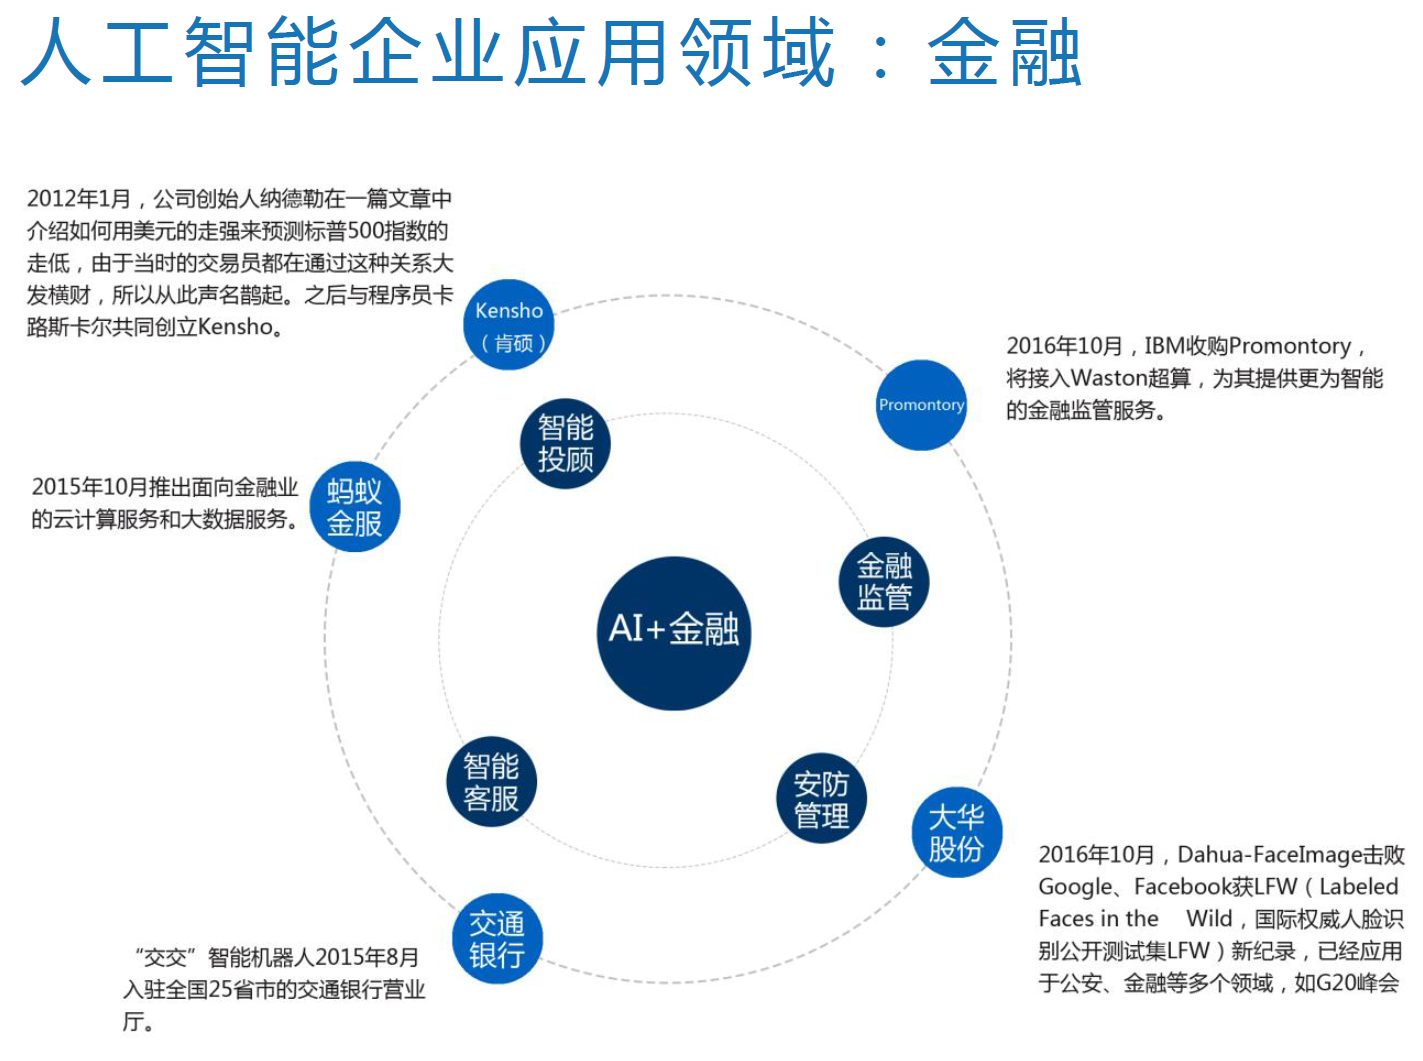 人工智能企业应用领域：金融
2012年1月，公司创始人纳德勒在一篇文章中
介绍如何用美元的走强来预测标普500指数的
走低，由于当时的交易员都在通过这种关系大
发横财，所以从此声名鹊起。之后与程序员卡
路斯卡尔共同创立Kensho。
Kensho
（肯硕）
Promontory
2016年10月，IBM收购Promontory，
将接入Waston超算，为其提供更为智能
的金融监管服务。
智能
投顾
2015年10月推出面向金融业
的云计算服务和大数据服务。
蚂蚁
金服
金融
监管
AI+金融
智能
客服
安防
管理
大华
股份
2016年10月，Dahua-FaceImage击败
Google、Facebook获LFW（Labeled
Faces in the Wild，国际权威人脸识
别公开测试集LFW）新纪录，已经应用
于公安、金融等多个领域，如G20峰会
交通
银行
“交交”智能机器人2015年8月
入驻全国25省市的交通银行营业
厅。